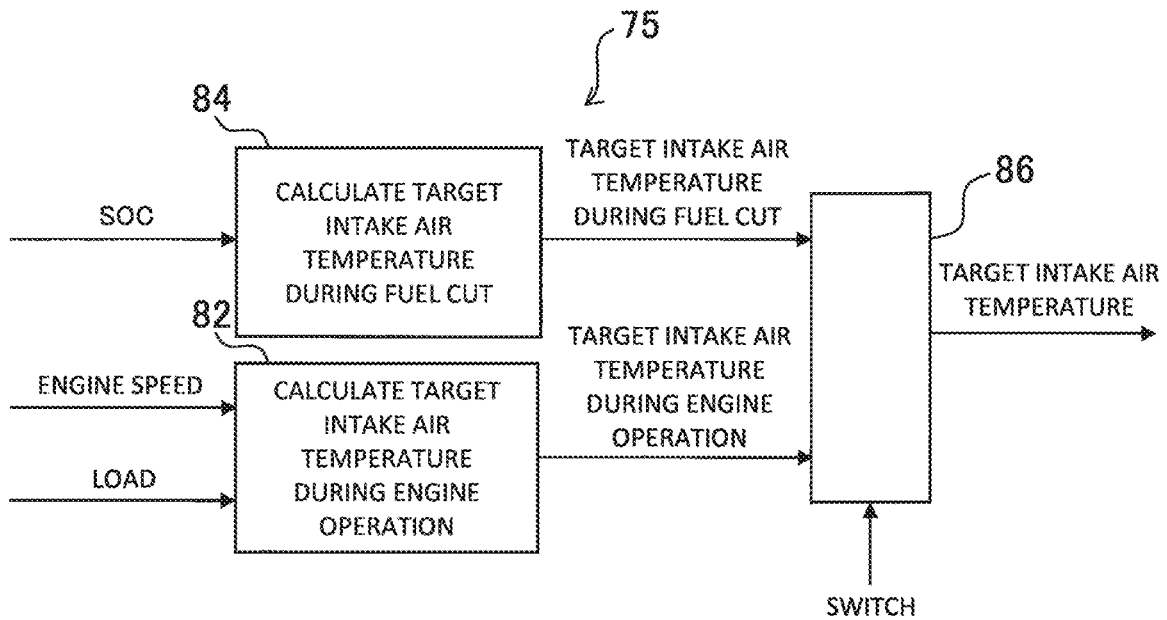 75
84
SOC
CALCULATE TARGET
INTAKE AIR
TEMPERATURE
DURING FUEL CUT
TARGET INTAKE AIR
TEMPERATURE
DURING FUEL CUT
86
TARGET INTAKE AIR
TEMPERATURE
82
ENGINE SPEED
LOAD
CALCULATE TARGET
INTAKE AIR
TEMPERATURE
DURING ENGINE
OPERATION
TARGET INTAKE AIR
TEMPERATURE
DURING ENGINE
OPERATION
SWITCH